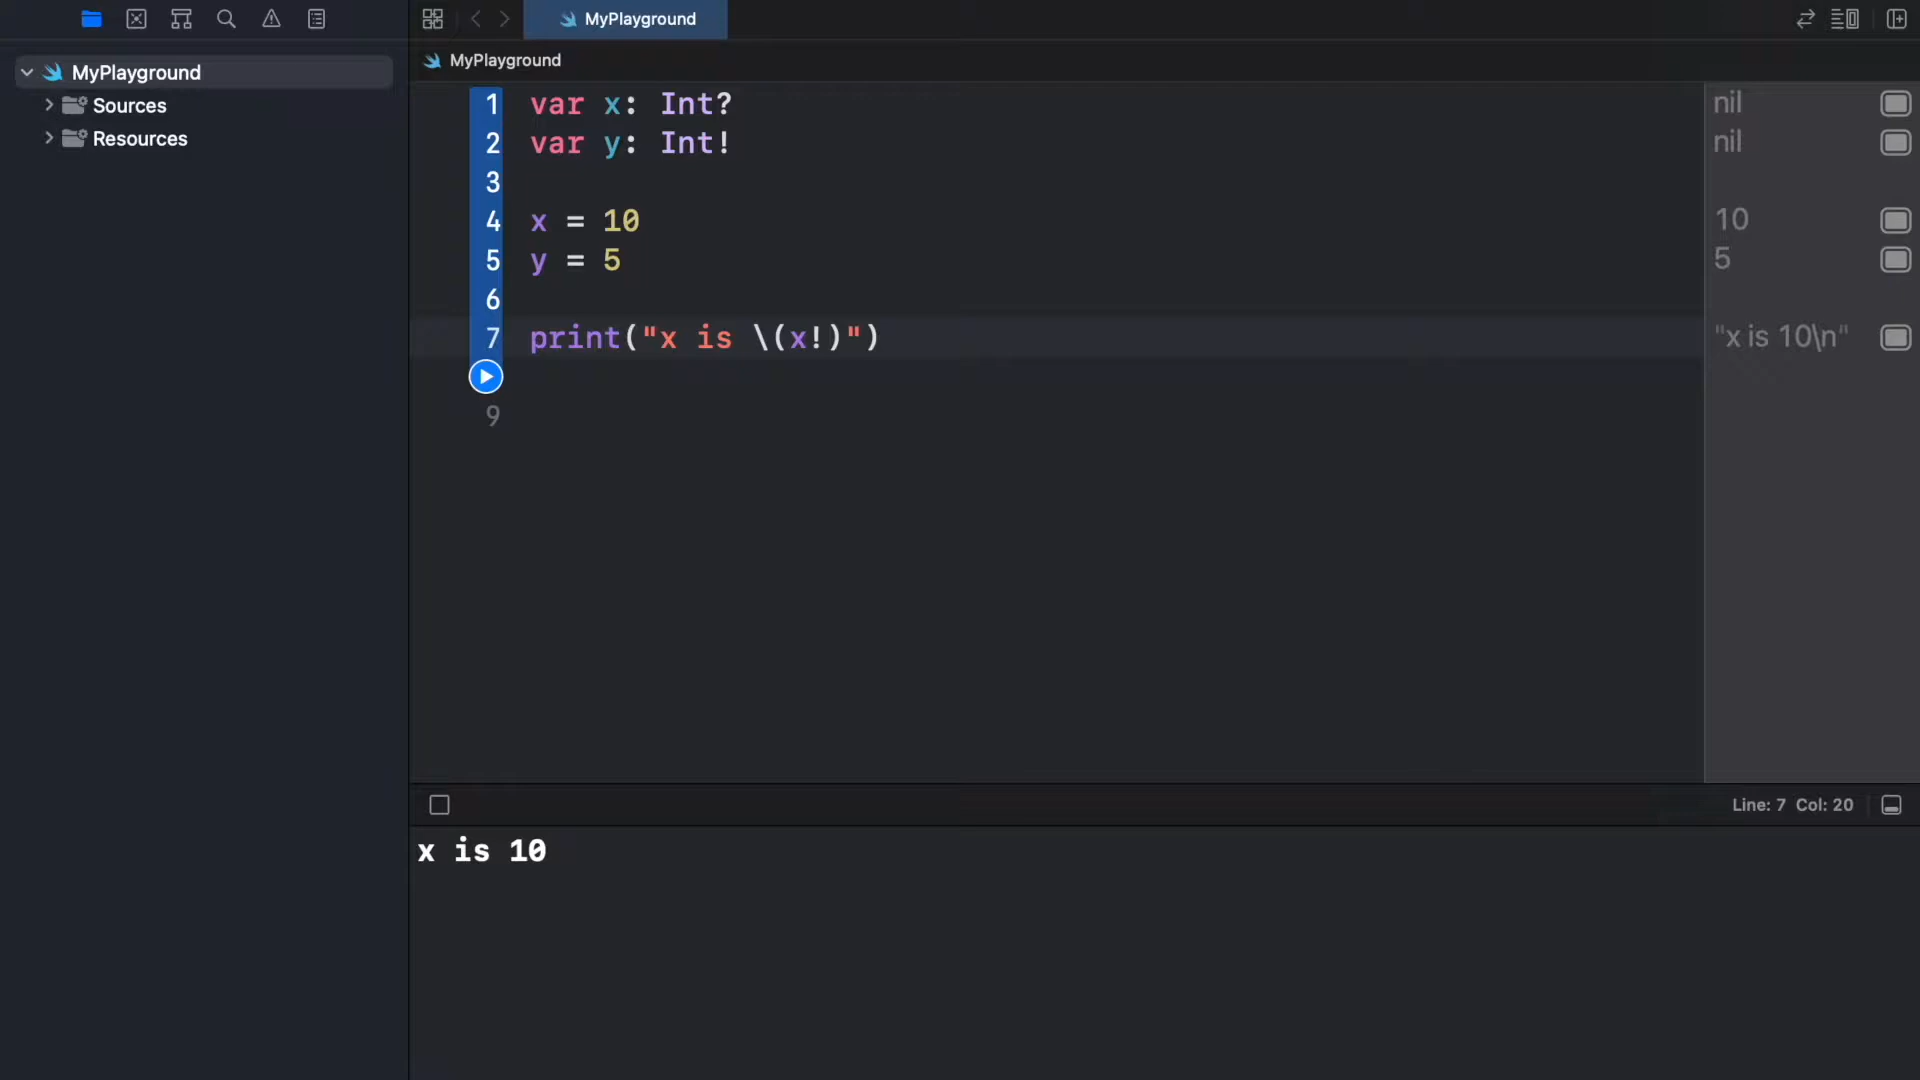 MyPlayground
MyPlayground
Sources
Resources
MyPlayground
1 var x: Int?
2 var y: Int!
3
4 x = 10
5 y = 5
6
7 print("x is \(x!)")
9
nil
nil
10
5
"x is 10\n"
Line: 7 Col: 20
x is 10